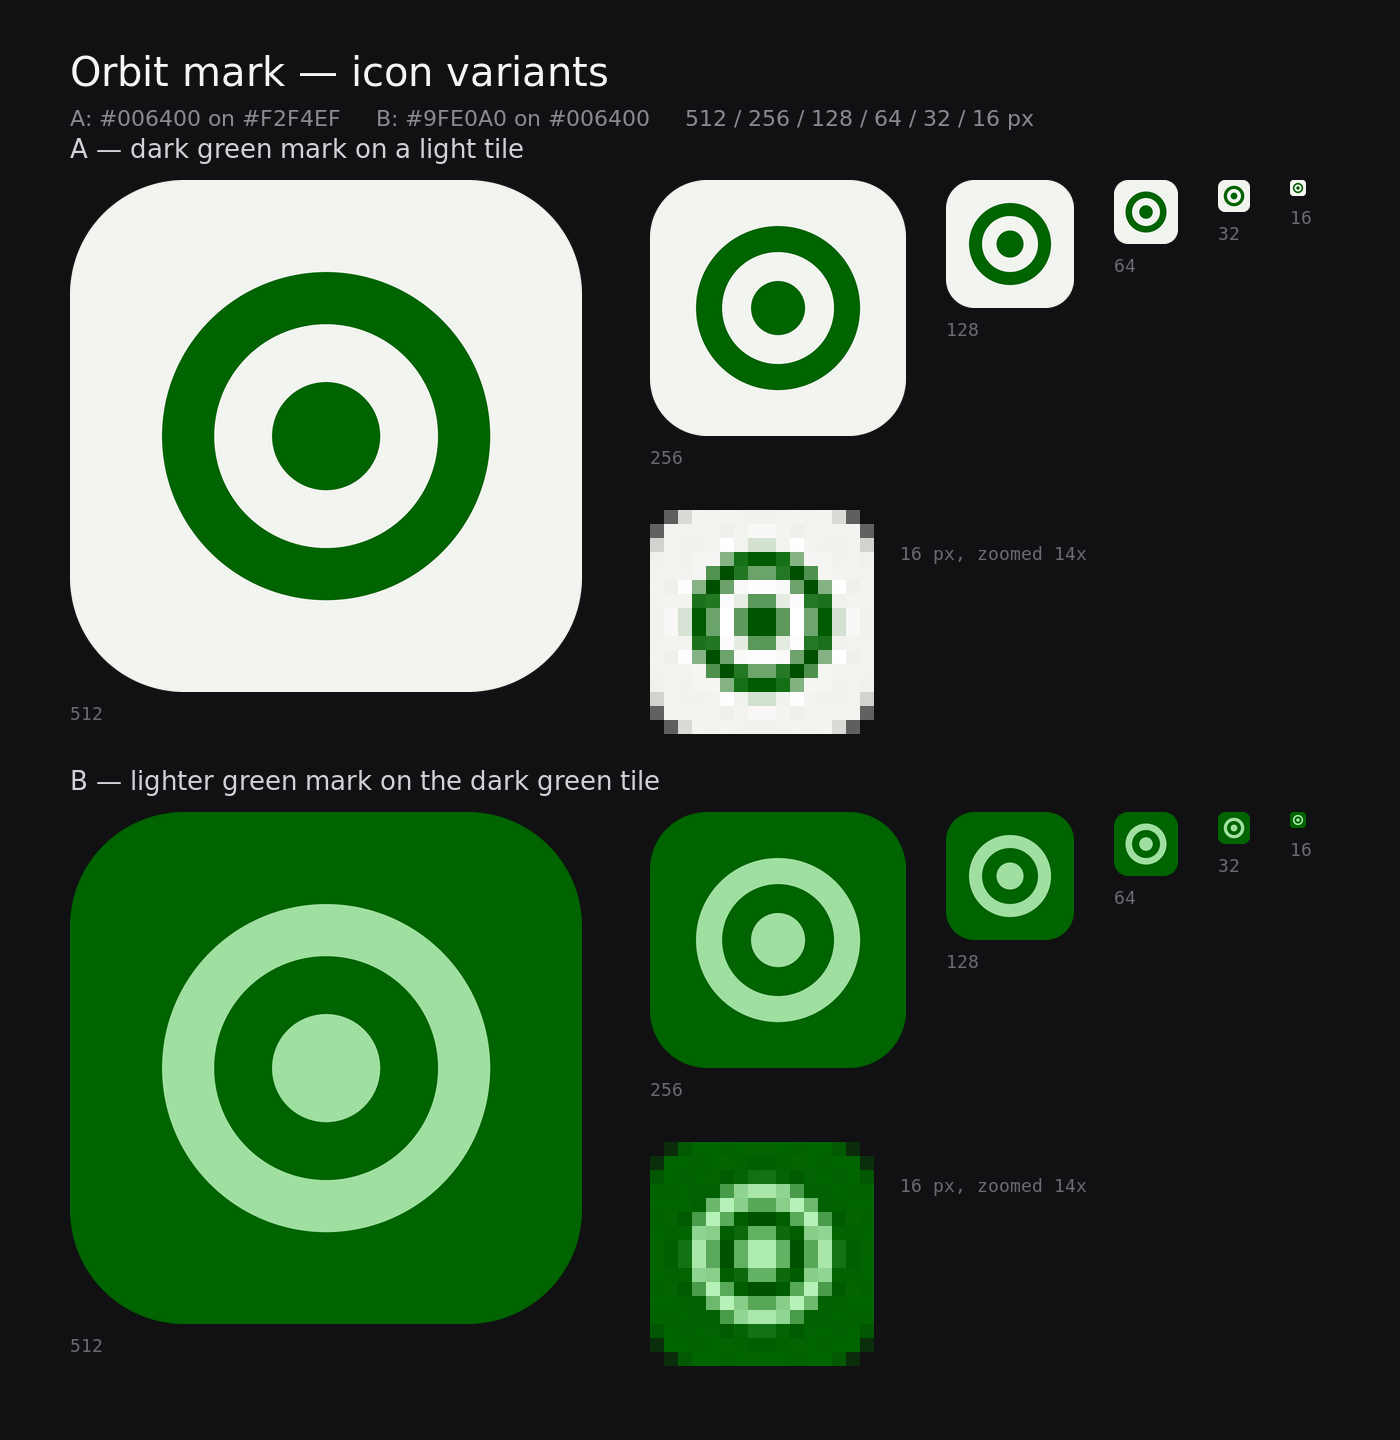 Orbit mark — icon variants
A: #006400 on #F2F4EF B: #9FE0A0 on #006400 512 / 256 / 128 / 64 / 32 / 16 px
A — dark green mark on a light tile
16
32
64
128
256
16 px, zoomed 14x
512
B — lighter green mark on the dark green tile
16
32
64
128
256
16 px, zoomed 14x
512